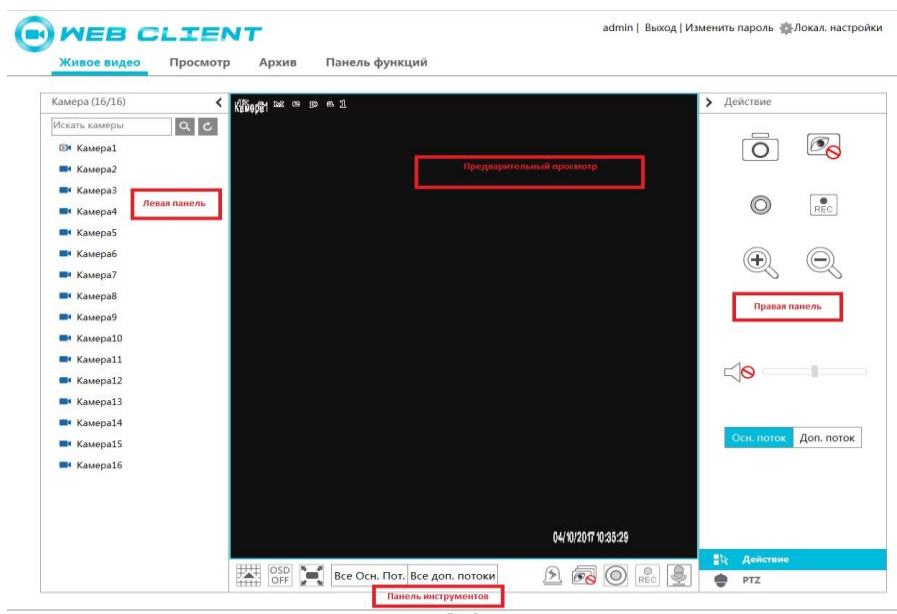 WEB CLIENT
admin | Выход | Изменить пароль Локал. настройки
Живое видео Просмотр Архив Панель функций
Камера (16/16)
Искать камеры
Камера1
Камера2
Камера3
Камера4
Камера5
Камера6
Камера7
Камера8
Камера9
Камера10
Камера11
Камера12
Камера13
Камера14
Камера15
Камера16
Левая панель
Предварительный просмотр
04/10/2017 10:35:29
OSD
OFF
Все Осн. Пот. Все доп. потоки
REC
Панель инструментов
Действие
REC
Правая панель
Осн. поток Доп. поток
Действие
PTZ